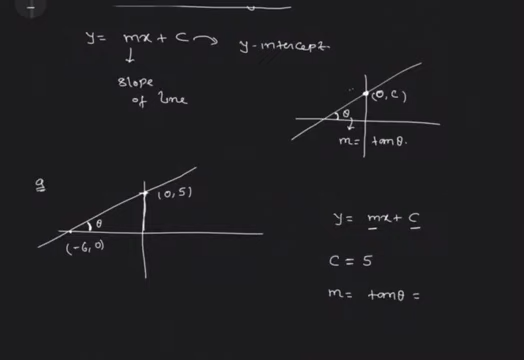 y = mx + c → y-intercept
↓
slope
of line
(0, c)
θ
m = tanθ.
q
(0, 5)
θ
(-6, 0)
y = mx + c
c = 5
m = tanθ =